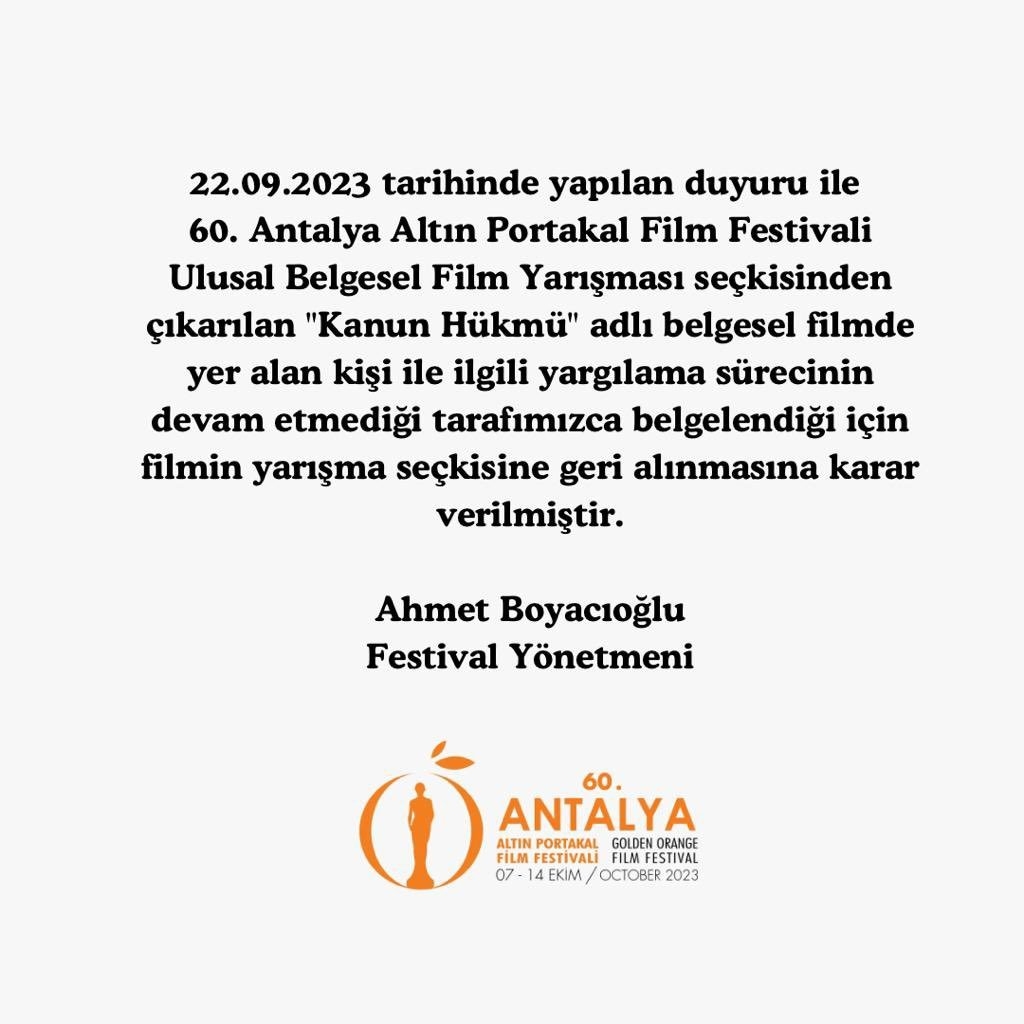 22.09.2023 tarihinde yapılan duyuru ile
60. Antalya Altın Portakal Film Festivali
Ulusal Belgesel Film Yarışması seçkisinden
çıkarılan "Kanun Hükmü" adlı belgesel filmde
yer alan kişi ile ilgili yargılama sürecinin
devam etmediği tarafımızca belgelendiği için
filmin yarışma seçkisine geri alınmasına karar
verilmiştir.
Ahmet Boyacıoğlu
Festival Yönetmeni
60.
ANTALYA
ALTIN PORTAKAL GOLDEN ORANGE
FİLM FESTİVALİ FILM FESTIVAL
07 - 14 EKİM / OCTOBER 2023